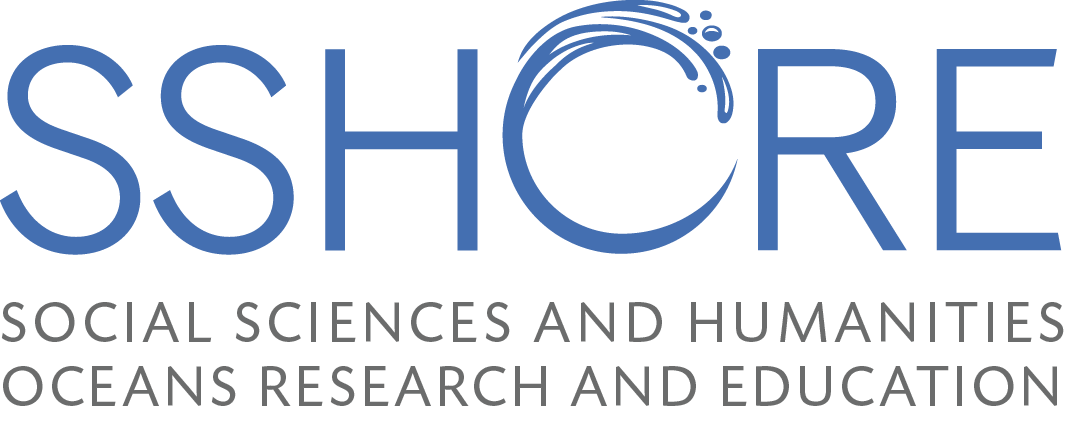 SSHORE
SOCIAL SCIENCES AND HUMANITIES
OCEANS RESEARCH AND EDUCATION